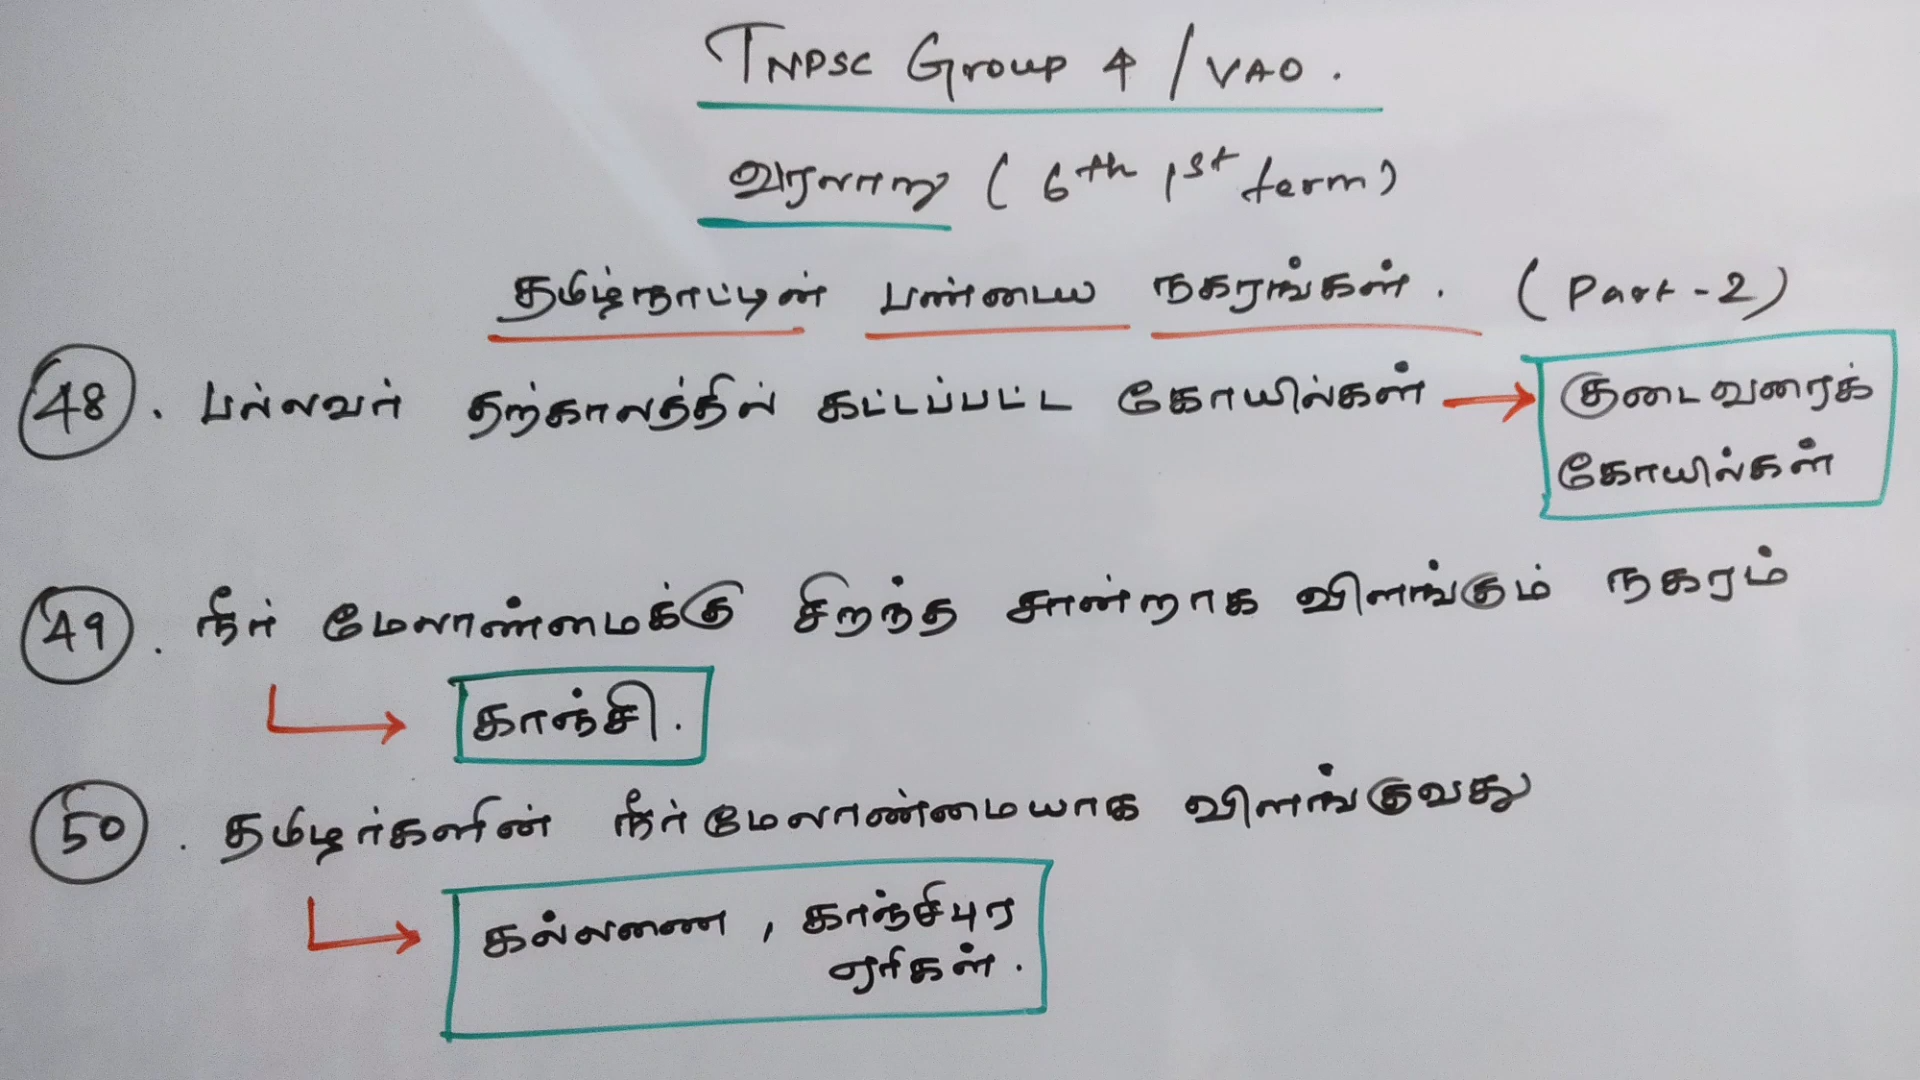 TNPSC Group 4 / VAO.
வரலாறு ( 6th 1st term)
தமிழ்நாட்டின் பண்டைய நகரங்கள். (Part-2)
48. பல்லவர் தற்காலத்தில் கட்டப்பட்ட கோயில்கள் → குடைவரைக்
கோயில்கள்
49. நீர் மேலாண்மைக்கு சிறந்த சான்றாக விளங்கும் நகரம்
காஞ்சி.
50. தமிழர்களின் நீர்மேலாண்மையாக விளங்குவது
கல்லணை, காஞ்சிபுர
ஏரிகள்.